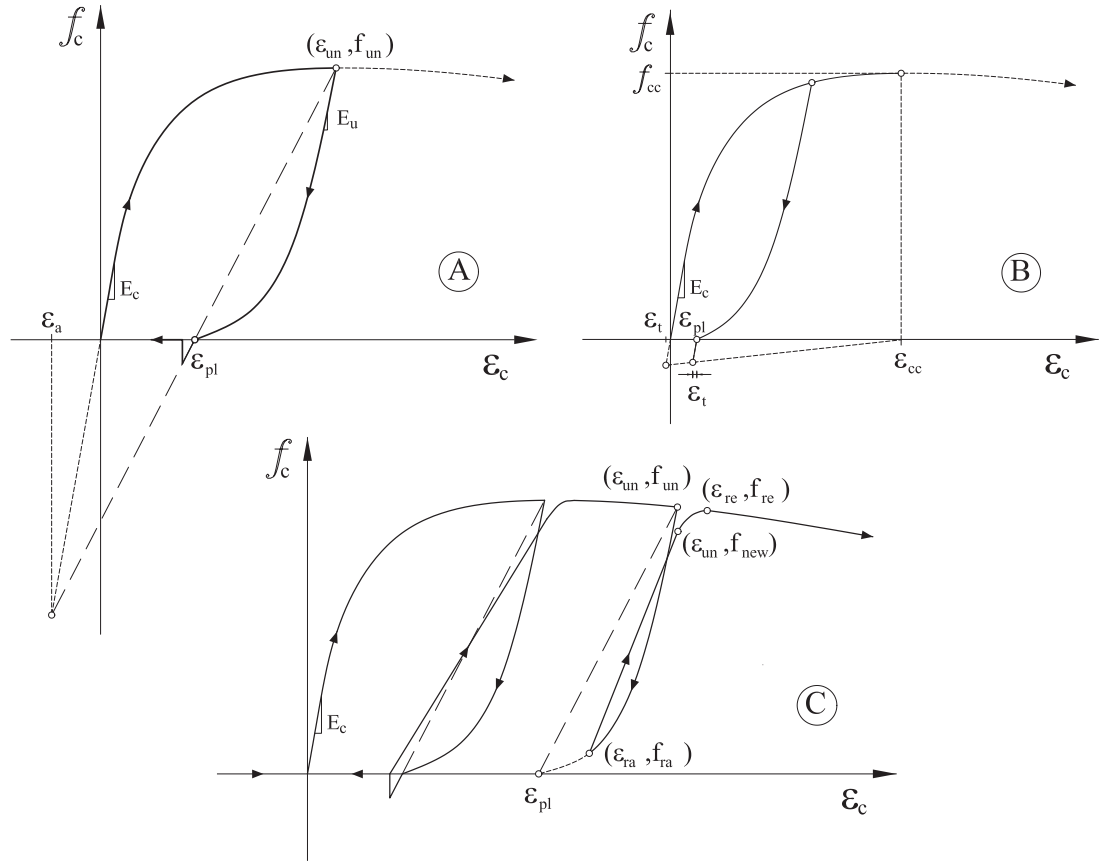 f_c
(ε_un ,f_un)
E_u
E_c
A
ε_a
ε_pl
ε_c
f_c
f_cc
E_c
B
ε_t
ε_pl
ε_t
ε_cc
ε_c
f_c
(ε_un ,f_un)
(ε_re ,f_re)
(ε_un ,f_new)
E_c
C
(ε_ra ,f_ra)
ε_pl
ε_c